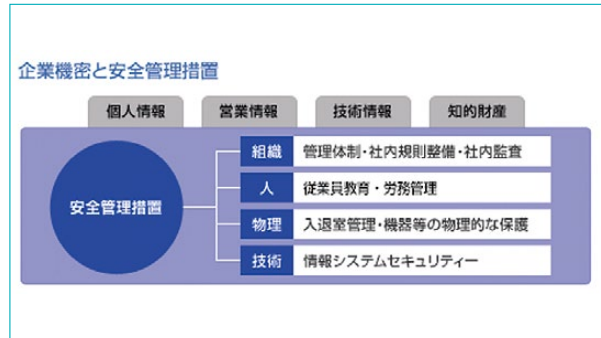 企業機密と安全管理措置
個人情報 営業情報 技術情報 知的財産
安全管理措置
組織 管理体制・社内規則整備・社内監査
人 従業員教育・労務管理
物理 入退室管理・機器等の物理的な保護
技術 情報システムセキュリティー